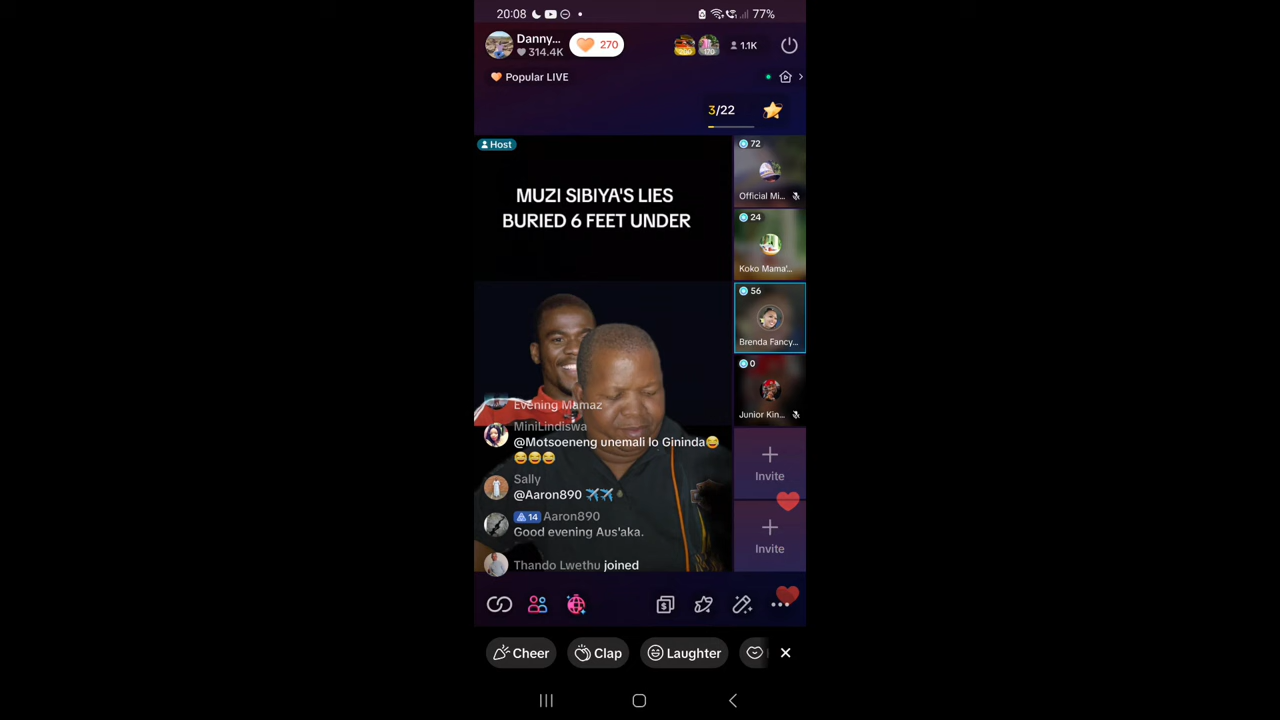 20:08
77%
Danny...
314.4K
270
1.1K
Popular LIVE
3/22
Host
MUZI SIBIYA'S LIES
BURIED 6 FEET UNDER
72
Official Mi...
24
Koko Mama'...
56
Brenda Fancy...
0
Junior Kin...
Invite
Invite
Evening Mamaz
MiniLindiswa
@Motsoeneng unemali lo Gininda😂
😂😂😂
Sally
@Aaron890 ✈️✈️
14 Aaron890
Good evening Aus'aka.
Thando Lwethu joined
Cheer
Clap
Laughter